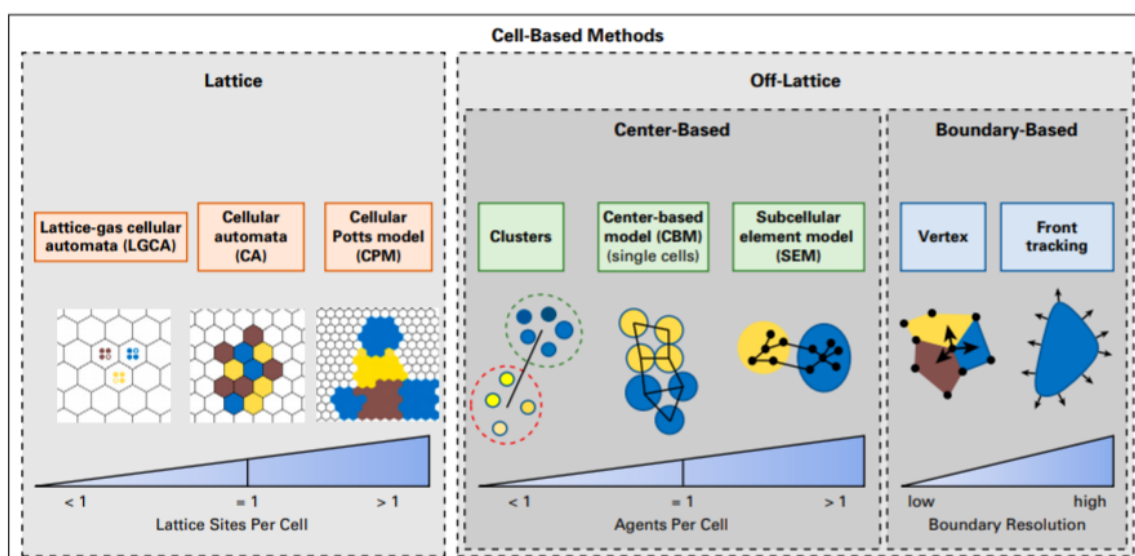 Cell-Based Methods
Lattice
Off-Lattice
Center-Based
Boundary-Based
Lattice-gas cellular
automata (LGCA)
Cellular
automata
(CA)
Cellular
Potts model
(CPM)
Clusters
Center-based
model (CBM)
(single cells)
Subcellular
element model
(SEM)
Vertex
Front
tracking
< 1
= 1
> 1
Lattice Sites Per Cell
< 1
= 1
> 1
Agents Per Cell
low
high
Boundary Resolution